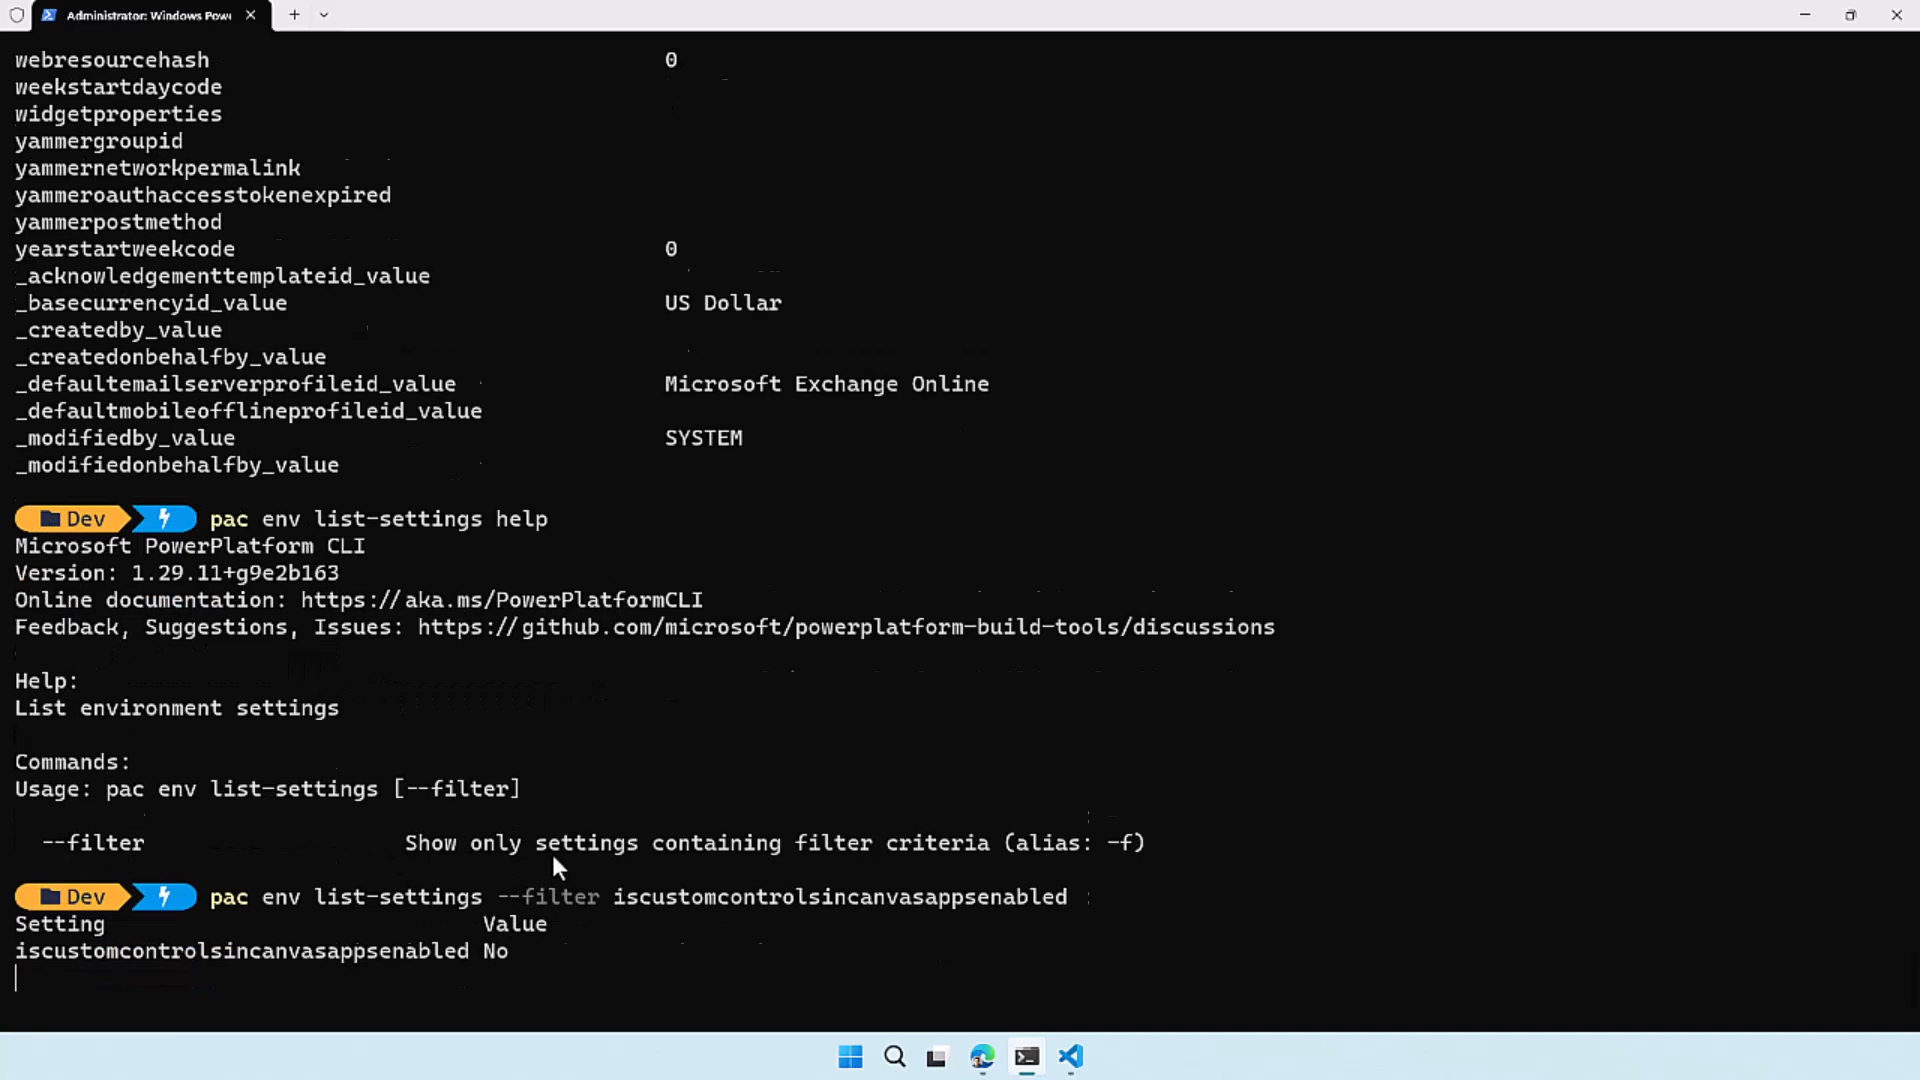 Administrator: Windows Pow
webresourcehash 0
weekstartdaycode
widgetproperties
yammergroupid
yammernetworkpermalink
yammeroauthaccesstokenexpired
yammerpostmethod
yearstartweekcode 0
_acknowledgementtemplateid_value
_basecurrencyid_value US Dollar
_createdby_value
_createdonbehalfby_value
_defaultemailserverprofileid_value Microsoft Exchange Online
_defaultmobileofflineprofileid_value
_modifiedby_value SYSTEM
_modifiedonbehalfby_value
Dev pac env list-settings help
Microsoft PowerPlatform CLI
Version: 1.29.11+g9e2b163
Online documentation: https://aka.ms/PowerPlatformCLI
Feedback, Suggestions, Issues: https://github.com/microsoft/powerplatform-build-tools/discussions
Help:
List environment settings
Commands:
Usage: pac env list-settings [--filter]
--filter Show only settings containing filter criteria (alias: -f)
Dev pac env list-settings --filter iscustomcontrolsincanvasappsenabled
Setting Value
iscustomcontrolsincanvasappsenabled No